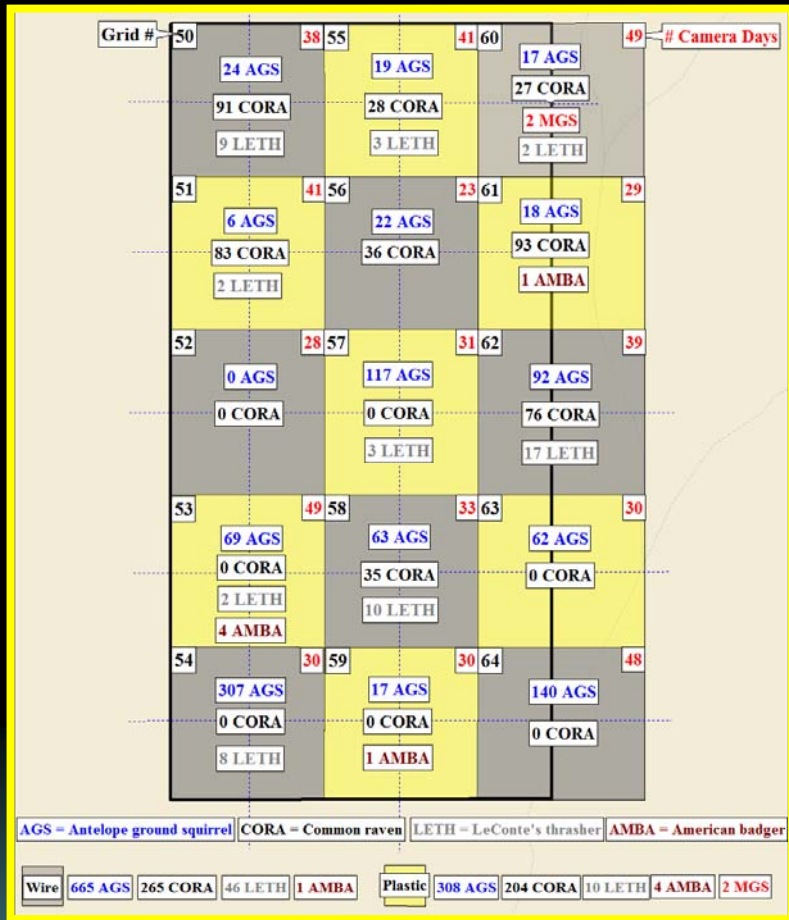 Grid # 50 38 55 41 60 49 # Camera Days
24 AGS 19 AGS 17 AGS
91 CORA 28 CORA 27 CORA
2 MGS
9 LETH 3 LETH 2 LETH
51 41 56 23 61 29
6 AGS 22 AGS 18 AGS
83 CORA 36 CORA 93 CORA
2 LETH 1 AMBA
52 28 57 31 62 39
0 AGS 117 AGS 92 AGS
0 CORA 0 CORA 76 CORA
3 LETH 17 LETH
53 49 58 33 63 30
69 AGS 63 AGS 62 AGS
0 CORA 35 CORA 0 CORA
2 LETH 10 LETH
4 AMBA
54 30 59 30 64 48
307 AGS 17 AGS 140 AGS
0 CORA 0 CORA 0 CORA
8 LETH 1 AMBA
AGS = Antelope ground squirrel CORA = Common raven LETH = LeConte's thrasher AMBA = American badger
Wire 665 AGS 265 CORA 46 LETH 1 AMBA Plastic 308 AGS 204 CORA 10 LETH 4 AMBA 2 MGS